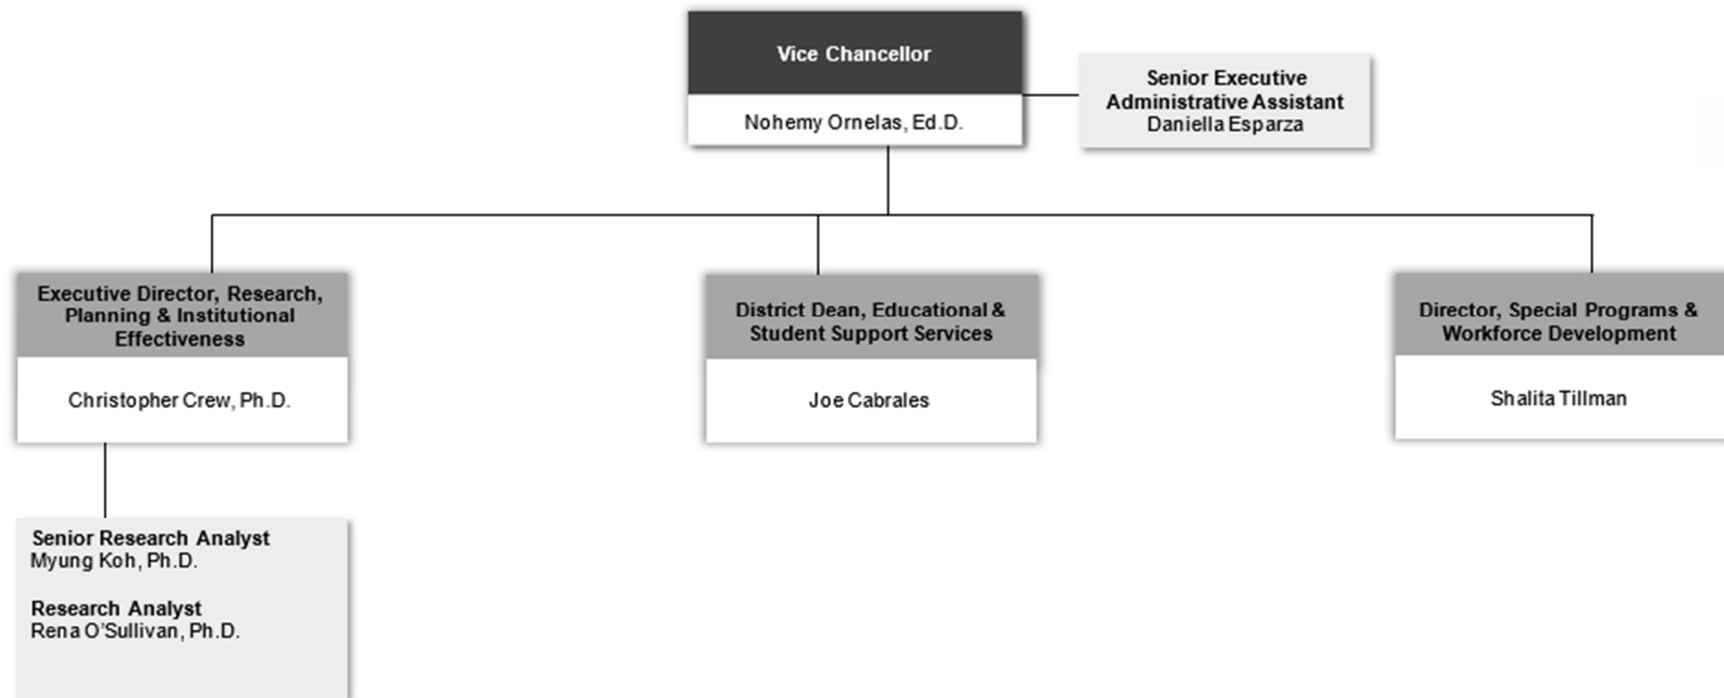 Vice Chancellor
Nohemy Ornelas, Ed.D.
Senior Executive
Administrative Assistant
Daniella Esparza
Executive Director, Research,
Planning & Institutional
Effectiveness
Christopher Crew, Ph.D.
District Dean, Educational &
Student Support Services
Joe Cabrales
Director, Special Programs &
Workforce Development
Shalita Tillman
Senior Research Analyst
Myung Koh, Ph.D.
Research Analyst
Rena O'Sullivan, Ph.D.